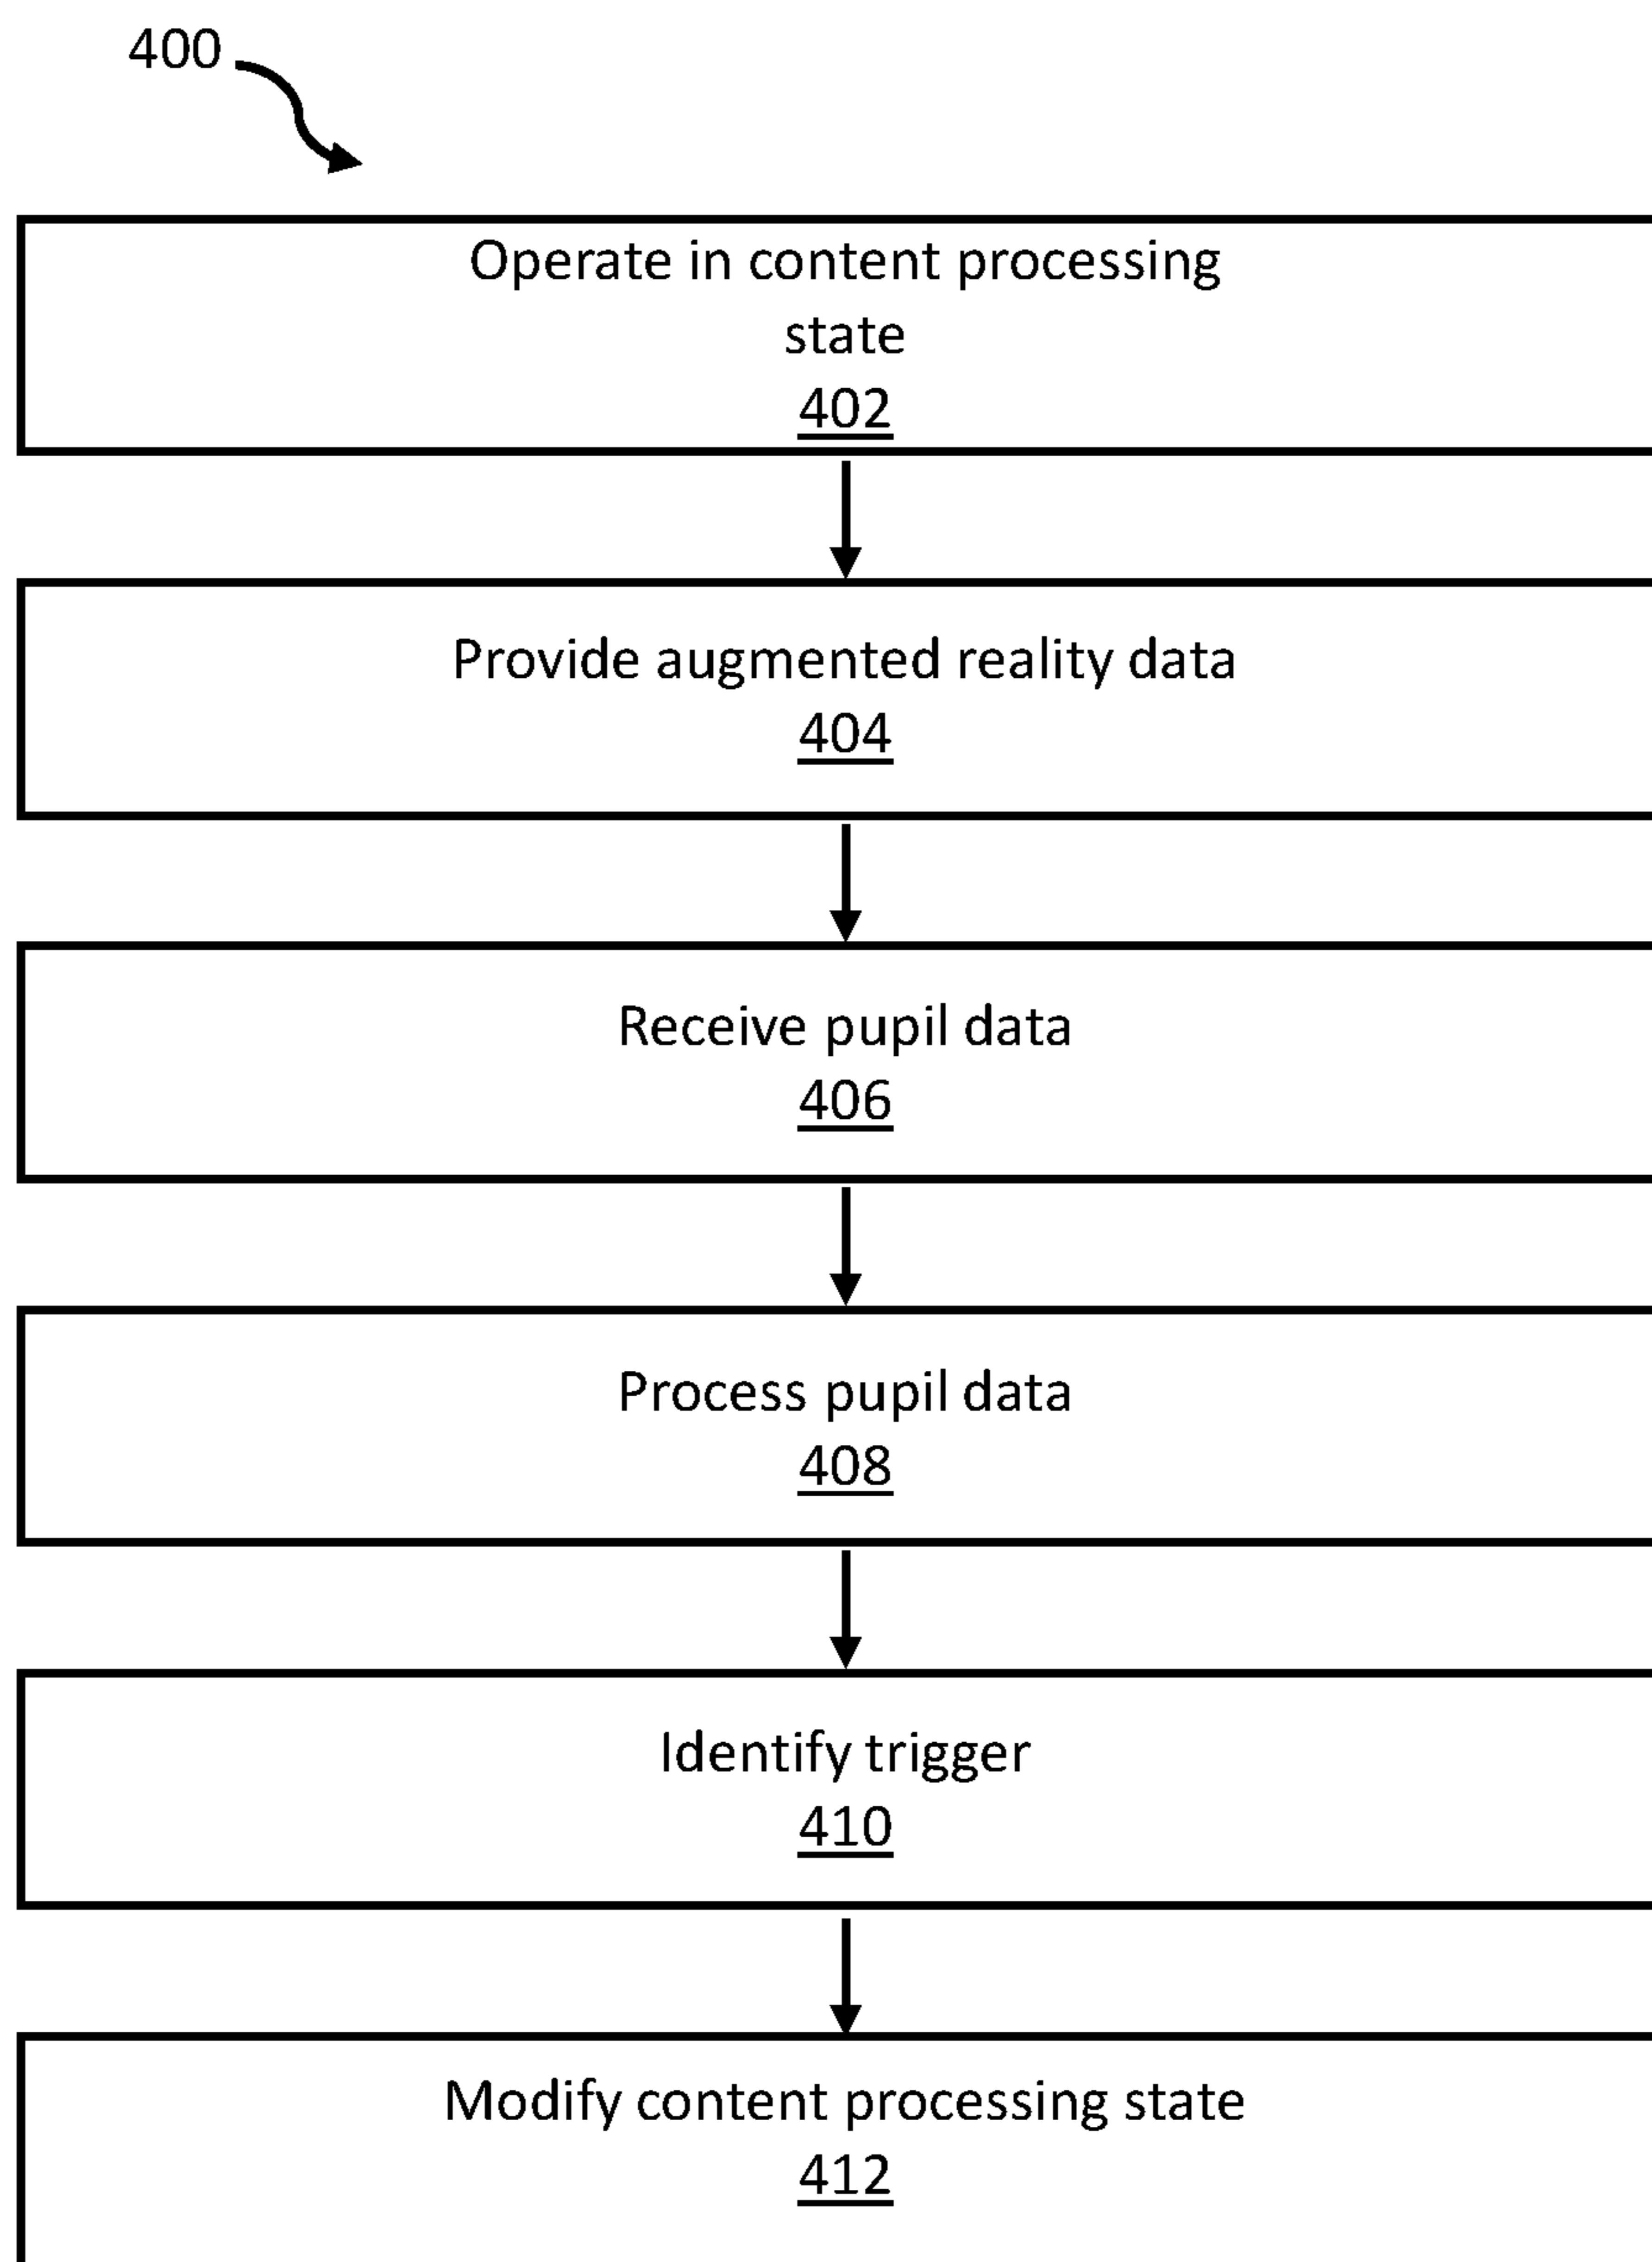 400
Operate in content processing
state
402
Provide augmented reality data
404
Receive pupil data
406
Process pupil data
408
Identify trigger
410
Modify content processing state
412